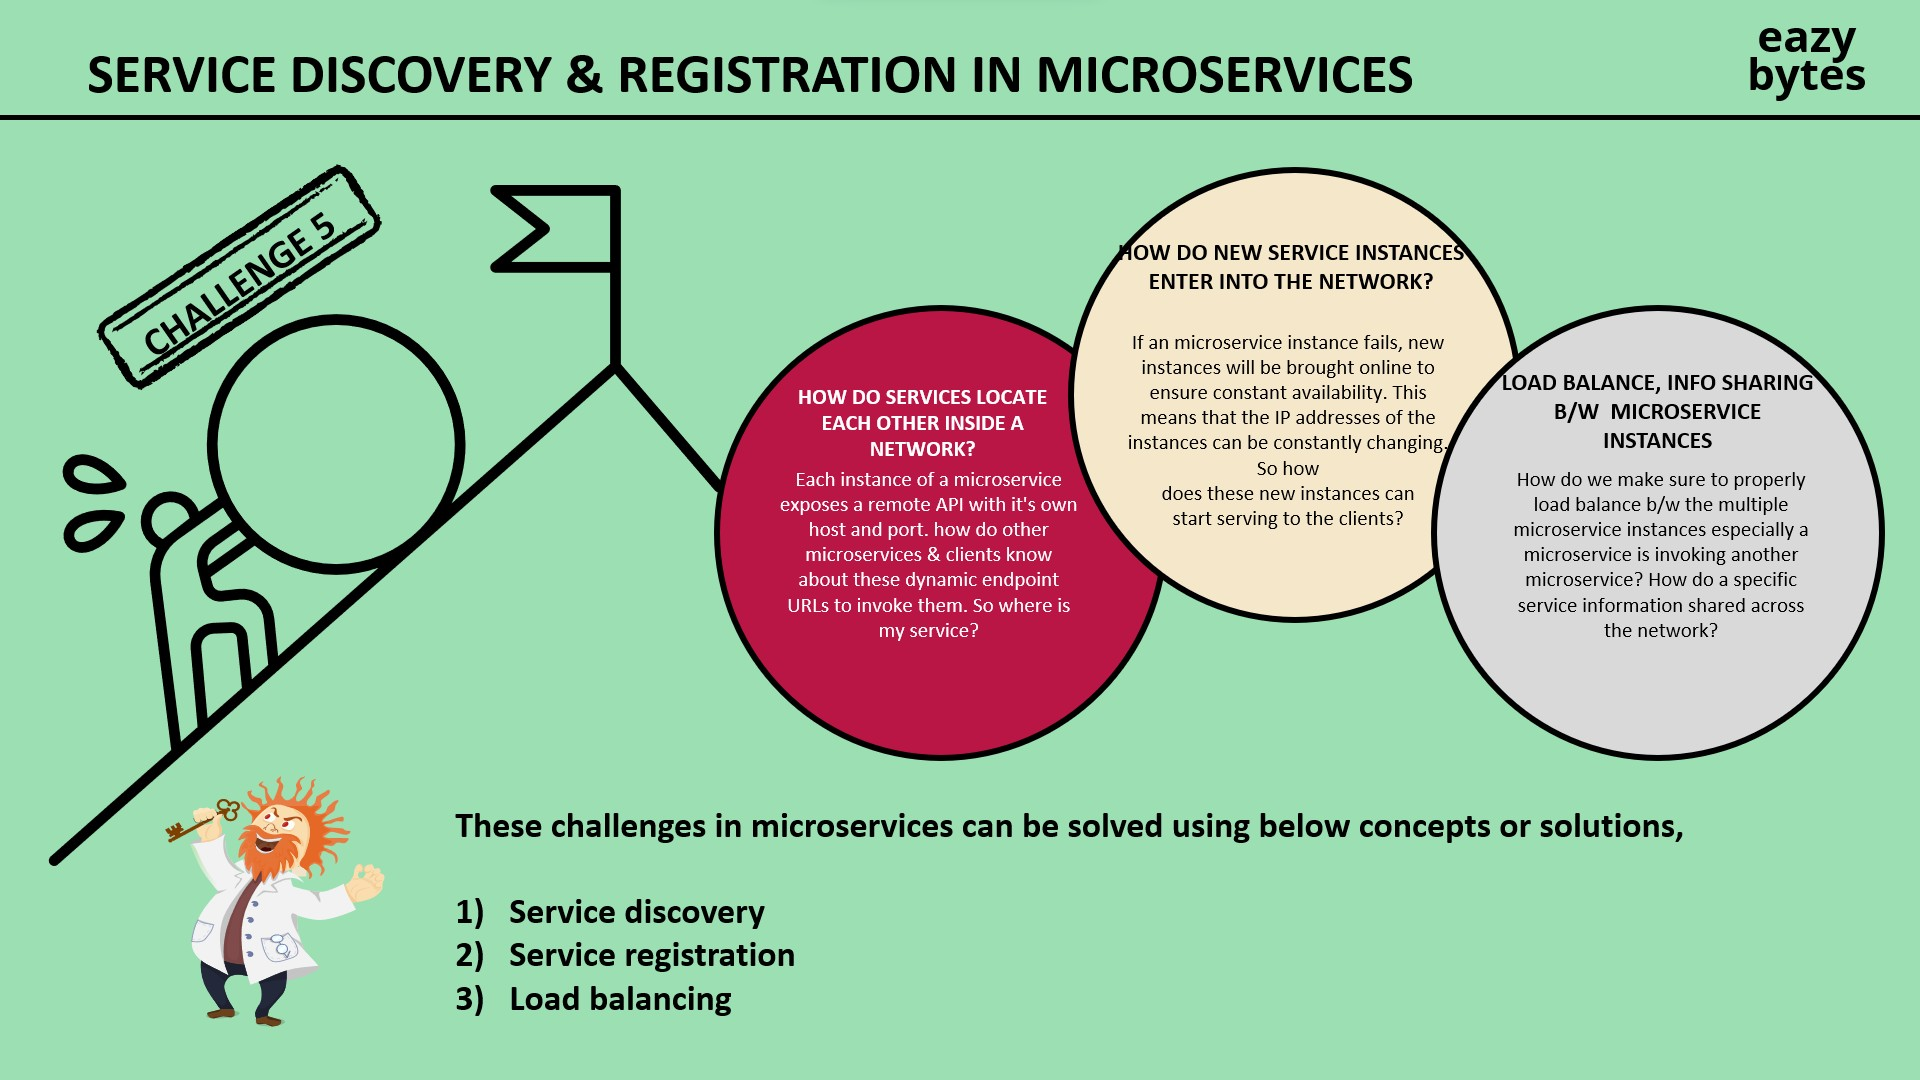 SERVICE DISCOVERY & REGISTRATION IN MICROSERVICES
eazy
bytes
CHALLENGE 5
HOW DO SERVICES LOCATE
EACH OTHER INSIDE A
NETWORK?
Each instance of a microservice
exposes a remote API with it's own
host and port. how do other
microservices & clients know
about these dynamic endpoint
URLs to invoke them. So where is
my service?
HOW DO NEW SERVICE INSTANCES
ENTER INTO THE NETWORK?
If an microservice instance fails, new
instances will be brought online to
ensure constant availability. This
means that the IP addresses of the
instances can be constantly changing.
So how
does these new instances can
start serving to the clients?
LOAD BALANCE, INFO SHARING
B/W  MICROSERVICE
INSTANCES
How do we make sure to properly
load balance b/w the multiple
microservice instances especially a
microservice is invoking another
microservice? How do a specific
service information shared across
the network?
These challenges in microservices can be solved using below concepts or solutions,
1) Service discovery
2) Service registration
3) Load balancing